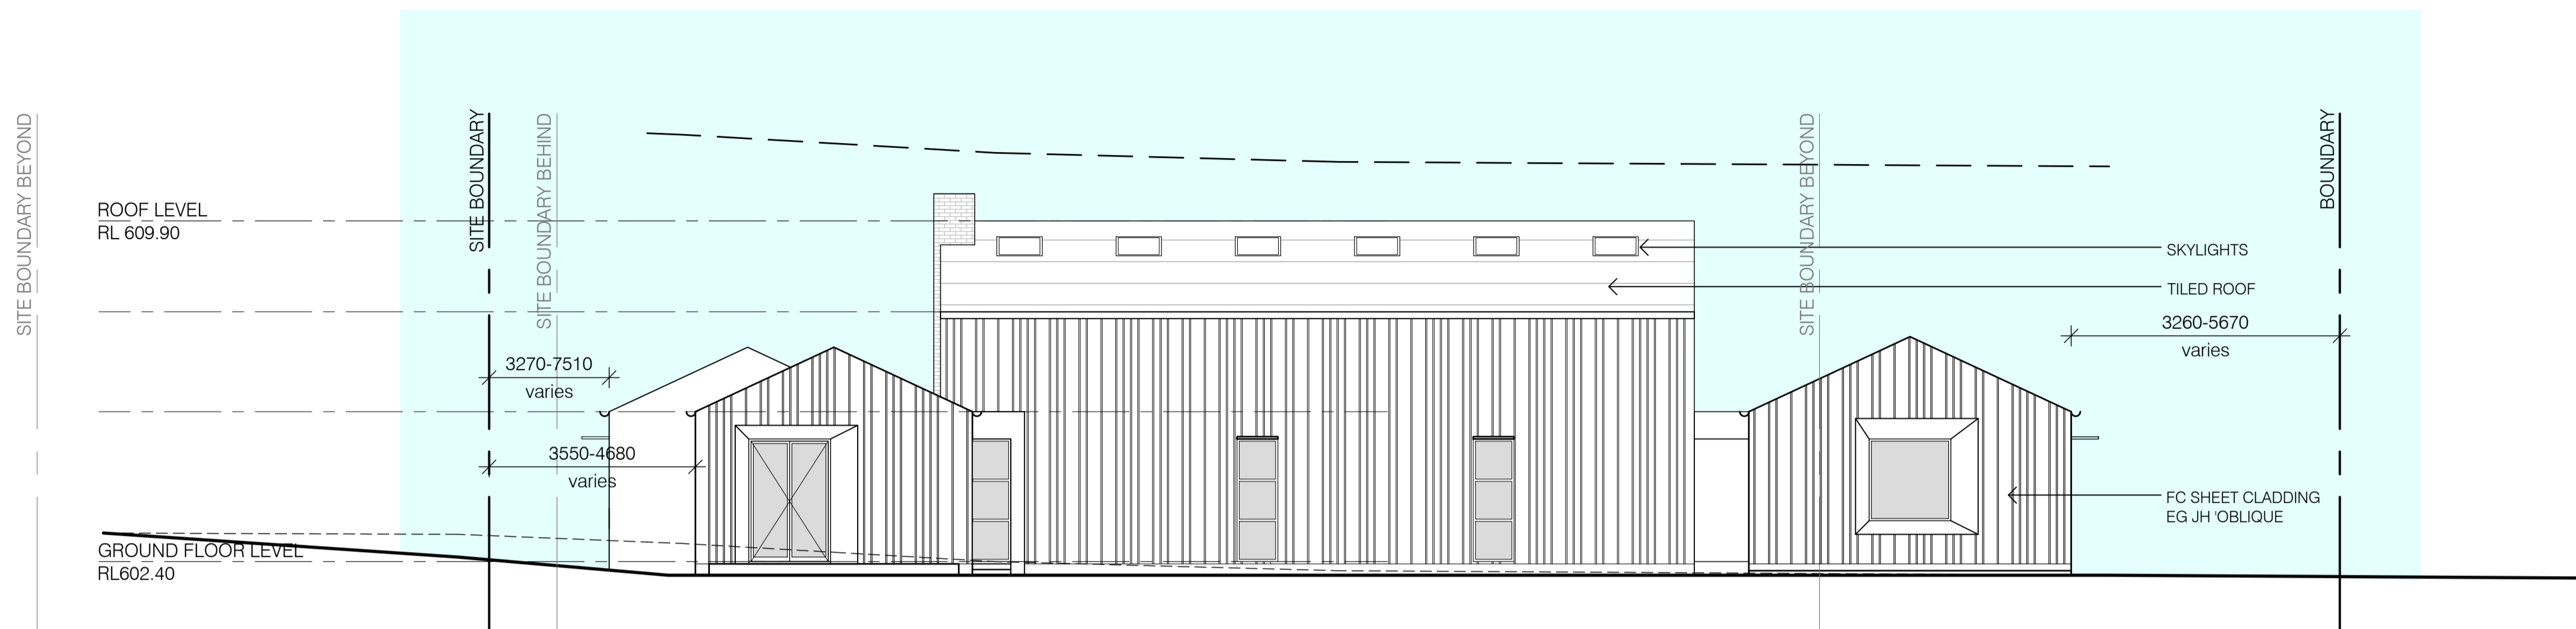 SITE BOUNDARY BEYOND
ROOF LEVEL
RL 609.90
SITE BOUNDARY
SITE BOUNDARY BEHIND
SITE BOUNDARY BEYOND
BOUNDARY
SKYLIGHTS
TILED ROOF
3260-5670
varies
3270-7510
varies
3550-4680
varies
FC SHEET CLADDING
EG JH 'OBLIQUE
GROUND FLOOR LEVEL
RL602.40